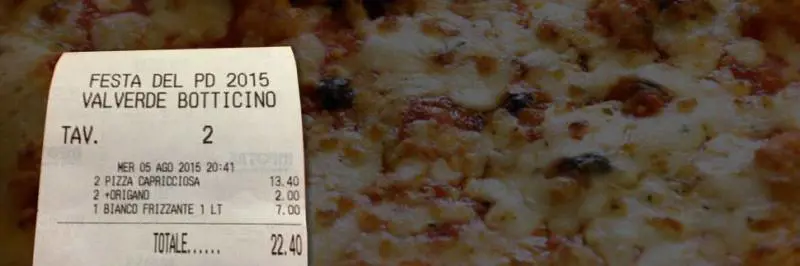 FESTA DEL PD 2015
VALVERDE BOTTICINO
TAV. 2
MER 05 AGO 2015 20:41
2 PIZZA CAPRICCIOSA 13.40
2 +ORIGANO 2.00
1 BIANCO FRIZZANTE 1 LT 7.00
TOTALE...... 22.40